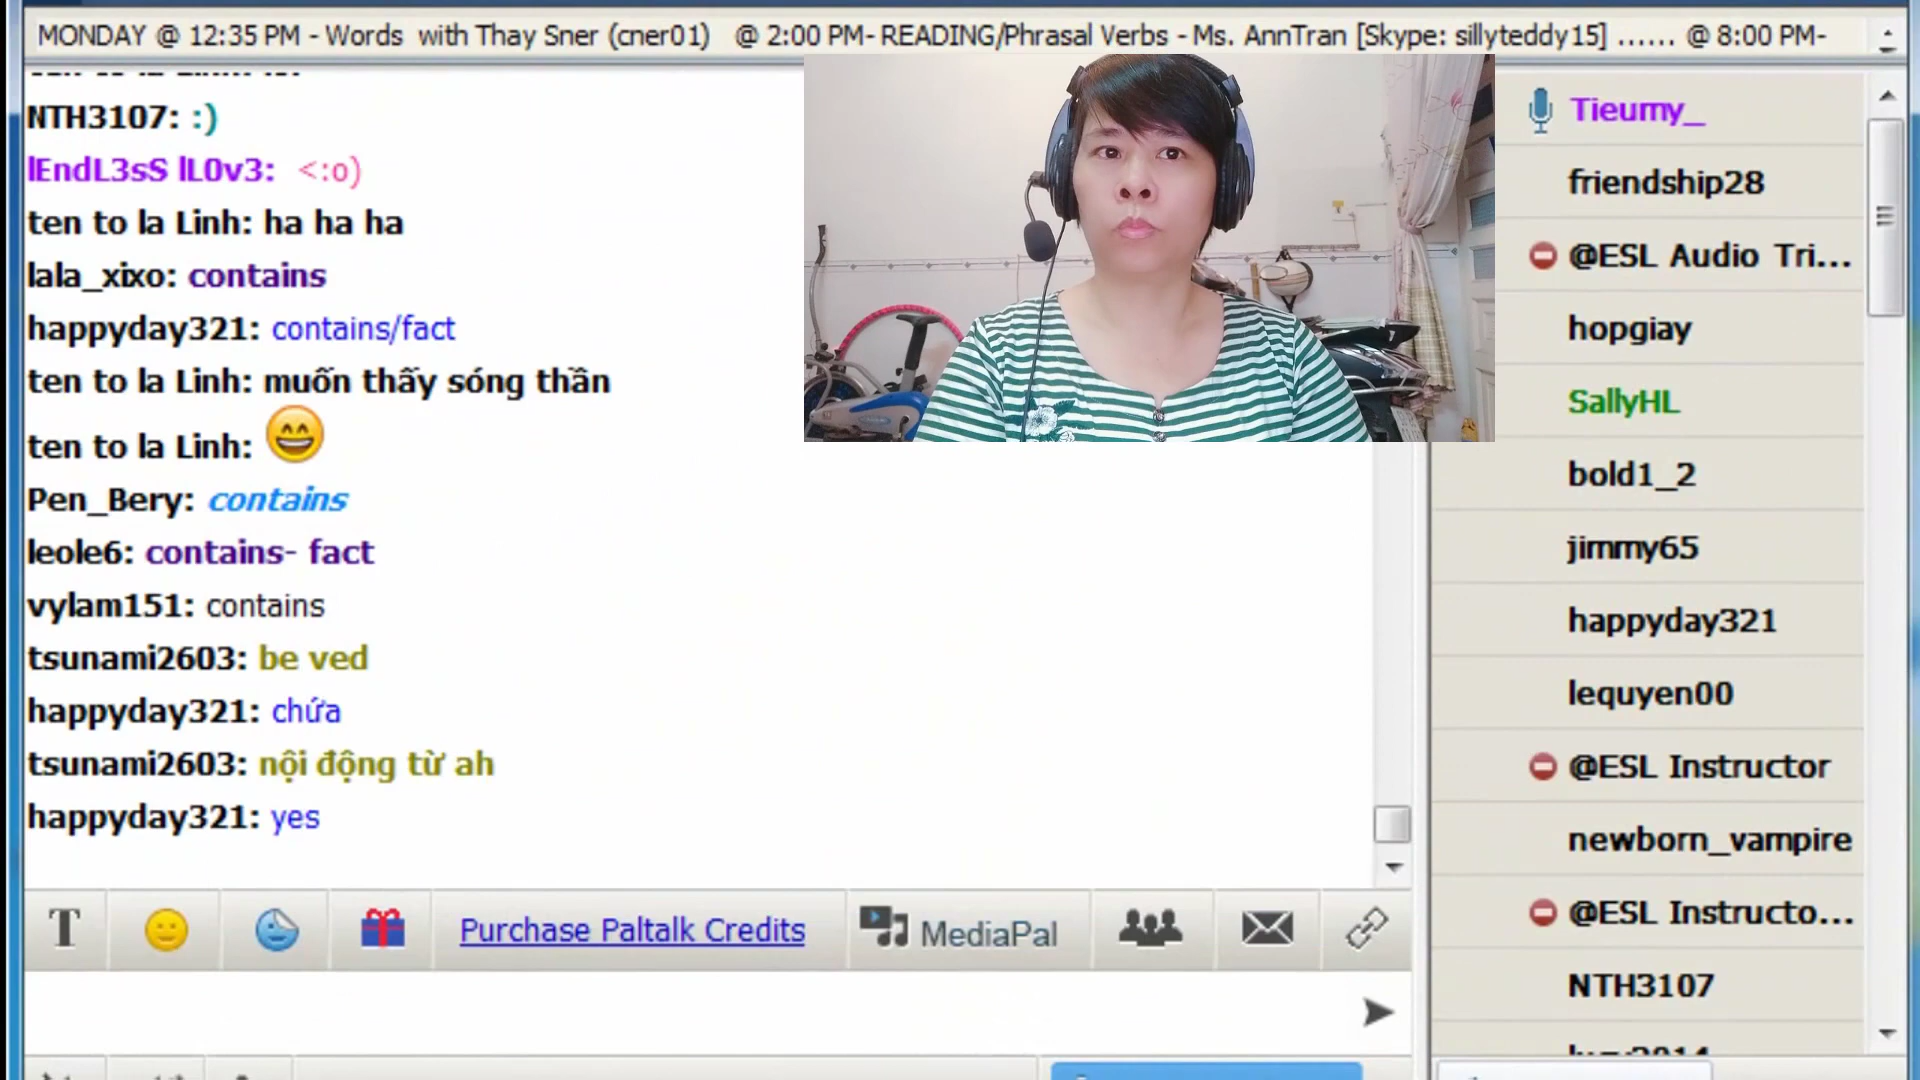 MONDAY @ 12:35 PM - Words with Thay Sner (cner01) @ 2:00 PM- READING/Phrasal Verbs - Ms. AnnTran [Skype: sillyteddy15] ...... @ 8:00 PM-
NTH3107: :)
lEndL3sS lL0v3: <:o)
ten to la Linh: ha ha ha
lala_xixo: contains
happyday321: contains/fact
ten to la Linh: muốn thấy sóng thần
ten to la Linh:
Pen_Bery: contains
leole6: contains- fact
vylam151: contains
tsunami2603: be ved
happyday321: chứa
tsunami2603: nội động từ ah
happyday321: yes
T
Purchase Paltalk Credits
MediaPal
Tieumy_
friendship28
@ESL Audio Tri...
hopgiay
SallyHL
bold1_2
jimmy65
happyday321
lequyen00
@ESL Instructor
newborn_vampire
@ESL Instructo...
NTH3107